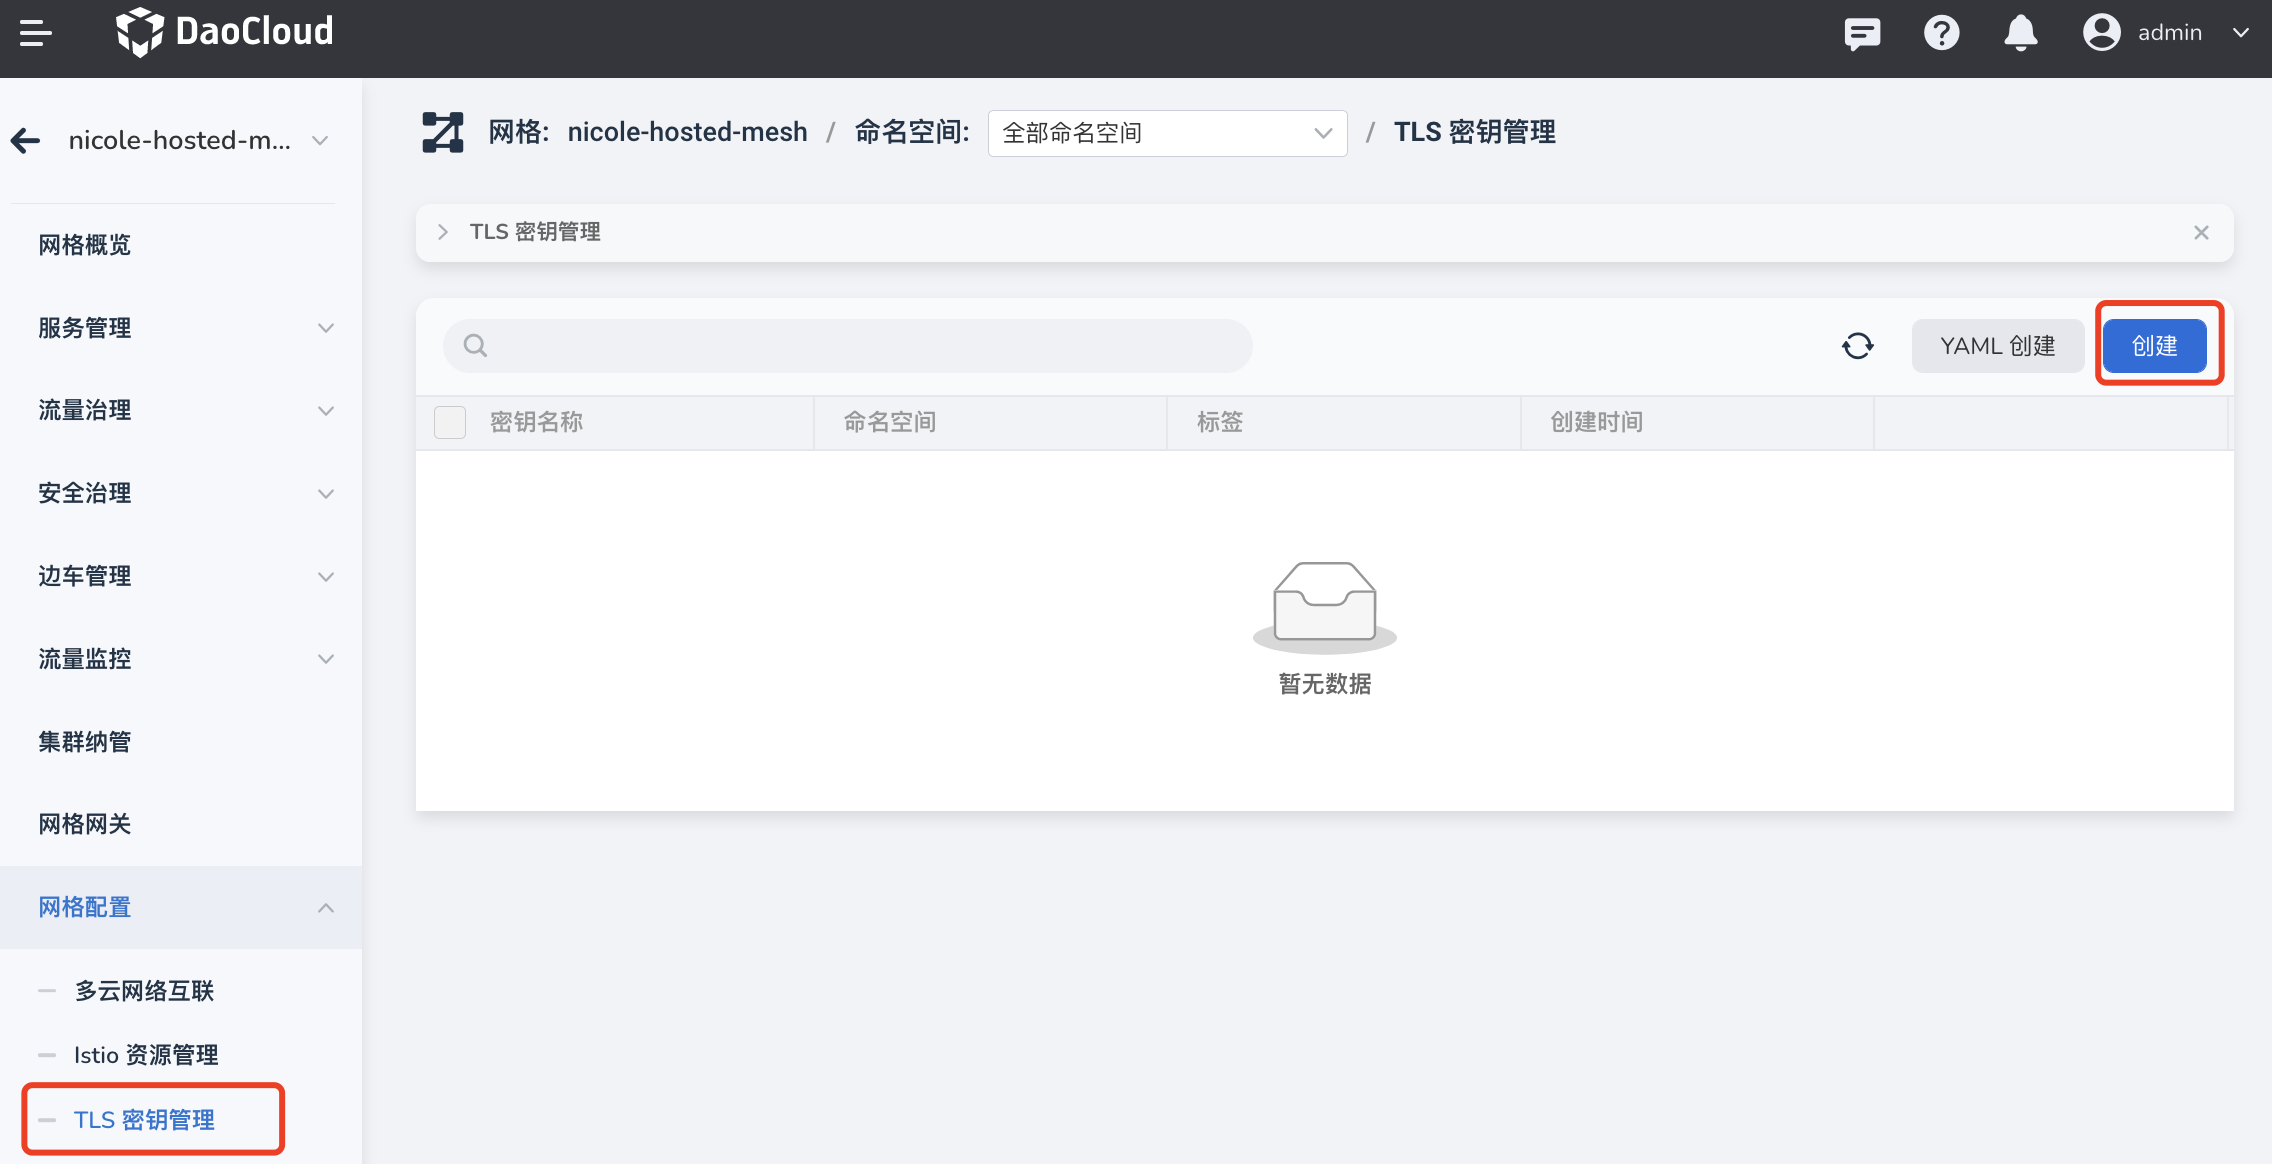 DaoCloud
admin
nicole-hosted-m...
网格概览
服务管理
流量治理
安全治理
边车管理
流量监控
集群纳管
网格网关
网格配置
多云网络互联
Istio 资源管理
TLS 密钥管理
网格: nicole-hosted-mesh / 命名空间: 全部命名空间 / TLS 密钥管理
TLS 密钥管理
YAML 创建 创建
密钥名称 命名空间 标签 创建时间
暂无数据